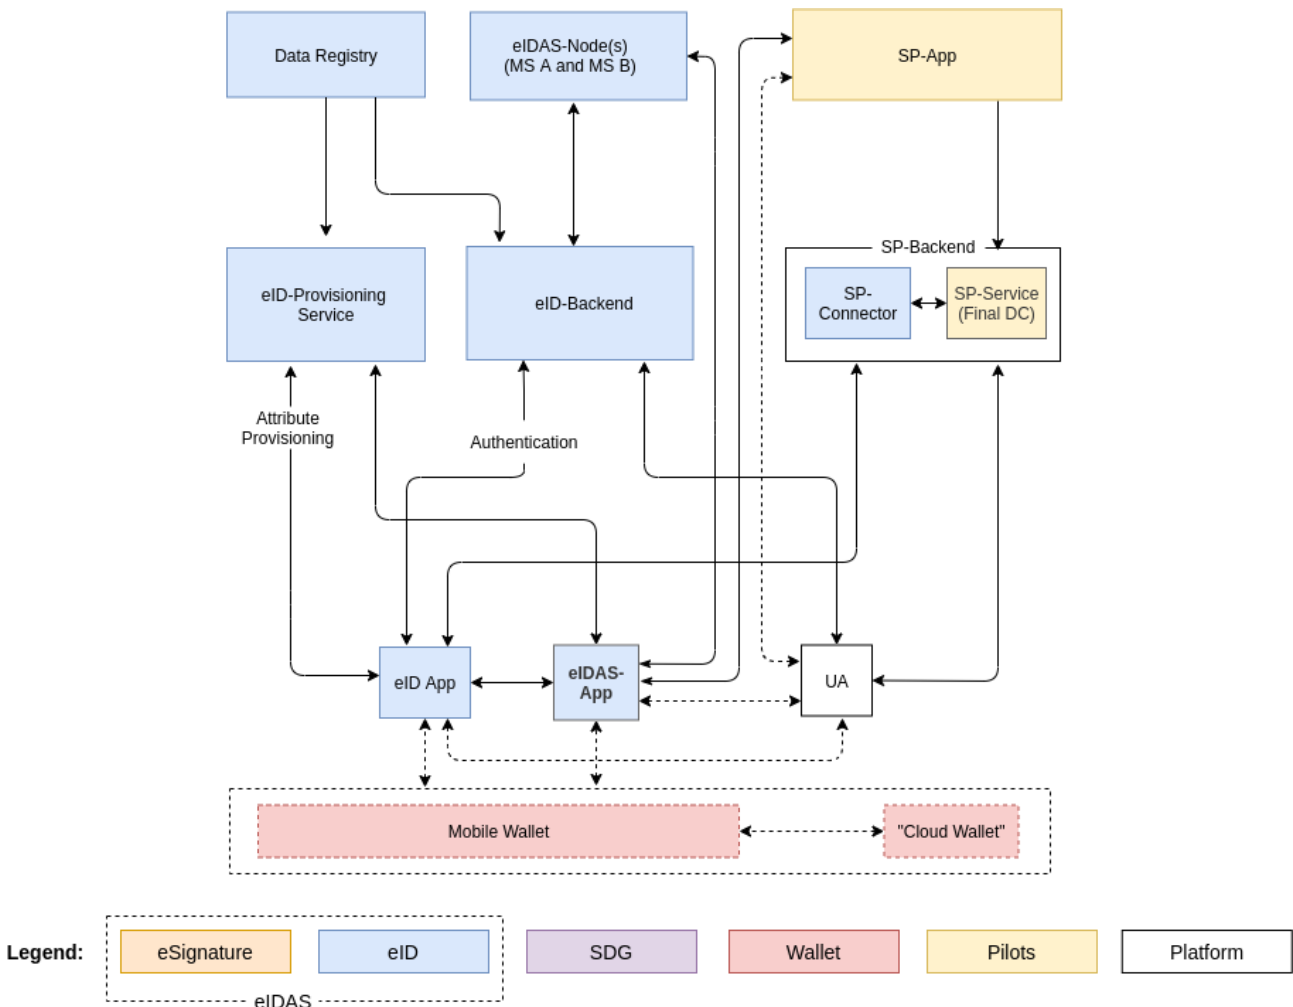 Data Registry
eIDAS-Node(s)
(MS A and MS B)
SP-App
SP-Backend
eID-Provisioning
Service
eID-Backend
SP-
Connector
SP-Service
(Final DC)
Attribute
Provisioning
Authentication
eID App
eIDAS-
App
UA
Mobile Wallet
"Cloud Wallet"
Legend:
eSignature
eID
SDG
Wallet
Pilots
Platform
eIDAS